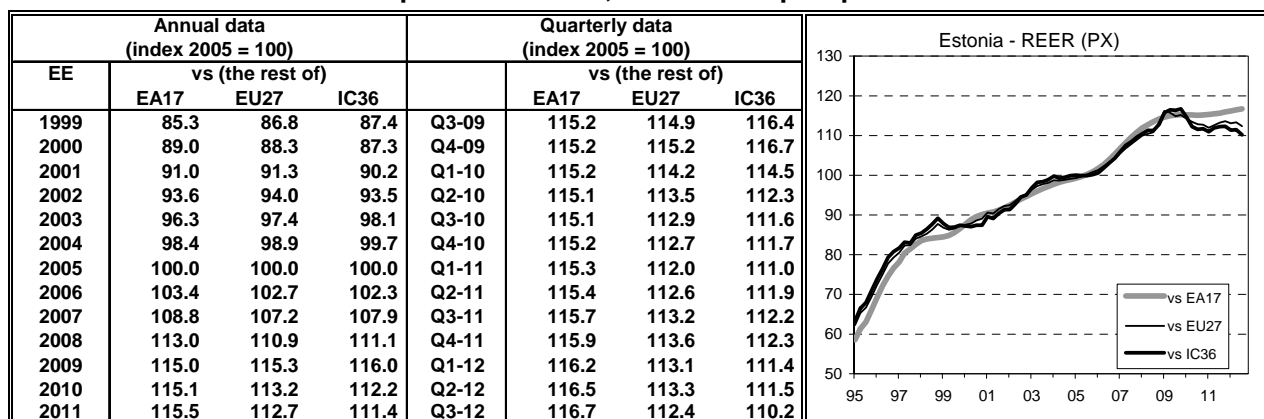 Annual data
(index 2005 = 100)
Quarterly data
(index 2005 = 100)
EE vs (the rest of) vs (the rest of)
EA17 EU27 IC36 EA17 EU27 IC36
1999 85.3 86.8 87.4 Q3-09 115.2 114.9 116.4
2000 89.0 88.3 87.3 Q4-09 115.2 115.2 116.7
2001 91.0 91.3 90.2 Q1-10 115.2 114.2 114.5
2002 93.6 94.0 93.5 Q2-10 115.1 113.5 112.3
2003 96.3 97.4 98.1 Q3-10 115.1 112.9 111.6
2004 98.4 98.9 99.7 Q4-10 115.2 112.7 111.7
2005 100.0 100.0 100.0 Q1-11 115.3 112.0 111.0
2006 103.4 102.7 102.3 Q2-11 115.4 112.6 111.9
2007 108.8 107.2 107.9 Q3-11 115.7 113.2 112.2
2008 113.0 110.9 111.1 Q4-11 115.9 113.6 112.3
2009 115.0 115.3 116.0 Q1-12 116.2 113.1 111.4
2010 115.1 113.2 112.2 Q2-12 116.5 113.3 111.5
2011 115.5 112.7 111.4 Q3-12 116.7 112.4 110.2
Estonia - REER (PX)
130
120
110
100
90
80
70
60
50
95 97 99 01 03 05 07 09 11
vs EA17
vs EU27
vs IC36